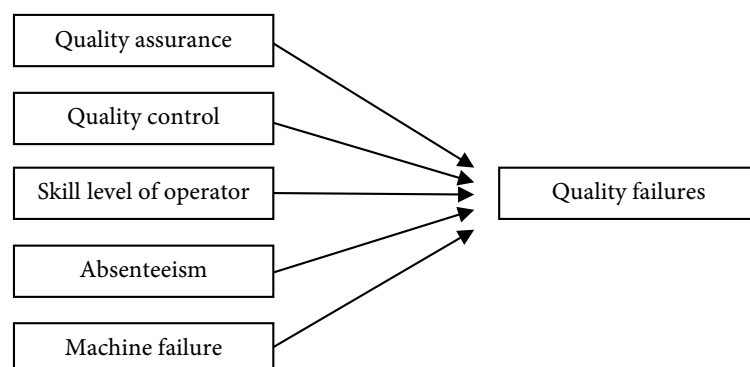 Quality assurance
Quality control
Skill level of operator
Absenteeism
Machine failure
Quality failures